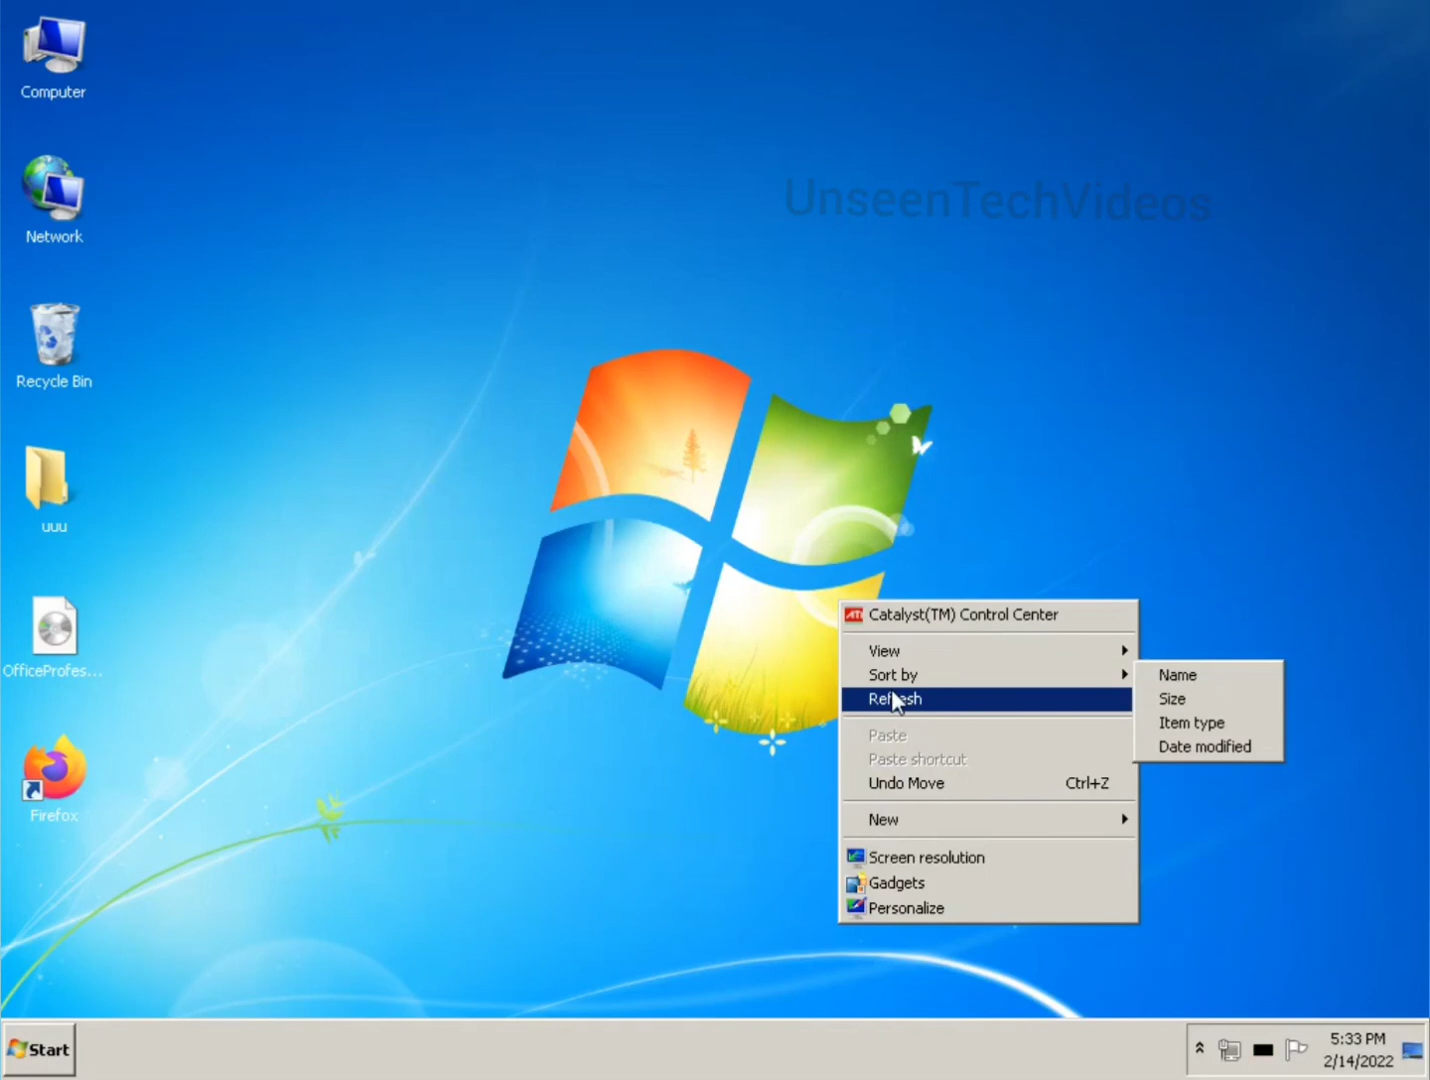 Computer
Network
Recycle Bin
uuu
OfficeProfes...
Firefox
UnseenTechVideos
ATI
Catalyst(TM) Control Center
View
Sort by
Refresh
Paste
Paste shortcut
Undo Move Ctrl+Z
New
Screen resolution
Gadgets
Personalize
Name
Size
Item type
Date modified
Start
5:33 PM
2/14/2022